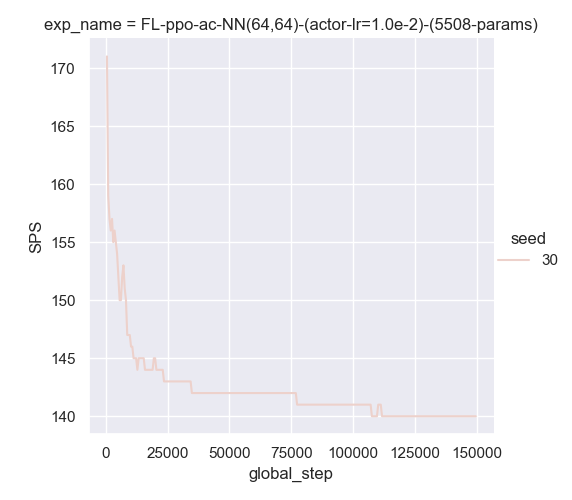 exp_name = FL-ppo-ac-NN(64,64)-(actor-lr=1.0e-2)-(5508-params)
170
165
160
155
150
145
140
SPS
0 25000 50000 75000 100000 125000 150000
global_step
seed
30